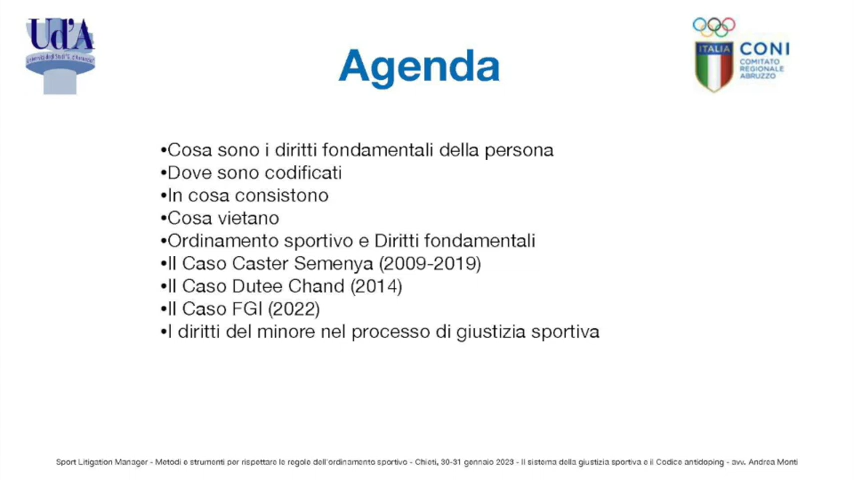 Ud'A
Agenda
ITALIA
CONI
COMITATO
REGIONALE
ABRUZZO
•Cosa sono i diritti fondamentali della persona
•Dove sono codificati
•In cosa consistono
•Cosa vietano
•Ordinamento sportivo e Diritti fondamentali
•Il Caso Caster Semenya (2009-2019)
•Il Caso Dutee Chand (2014)
•Il Caso FGI (2022)
•I diritti del minore nel processo di giustizia sportiva
Sport Litigation Manager - Metodi e strumenti per rispettare le regole dell'ordinamento sportivo - Chieti, 30-31 gennaio 2023 - Il sistema della giustizia sportiva e il Codice antidoping - avv. Andrea Monti